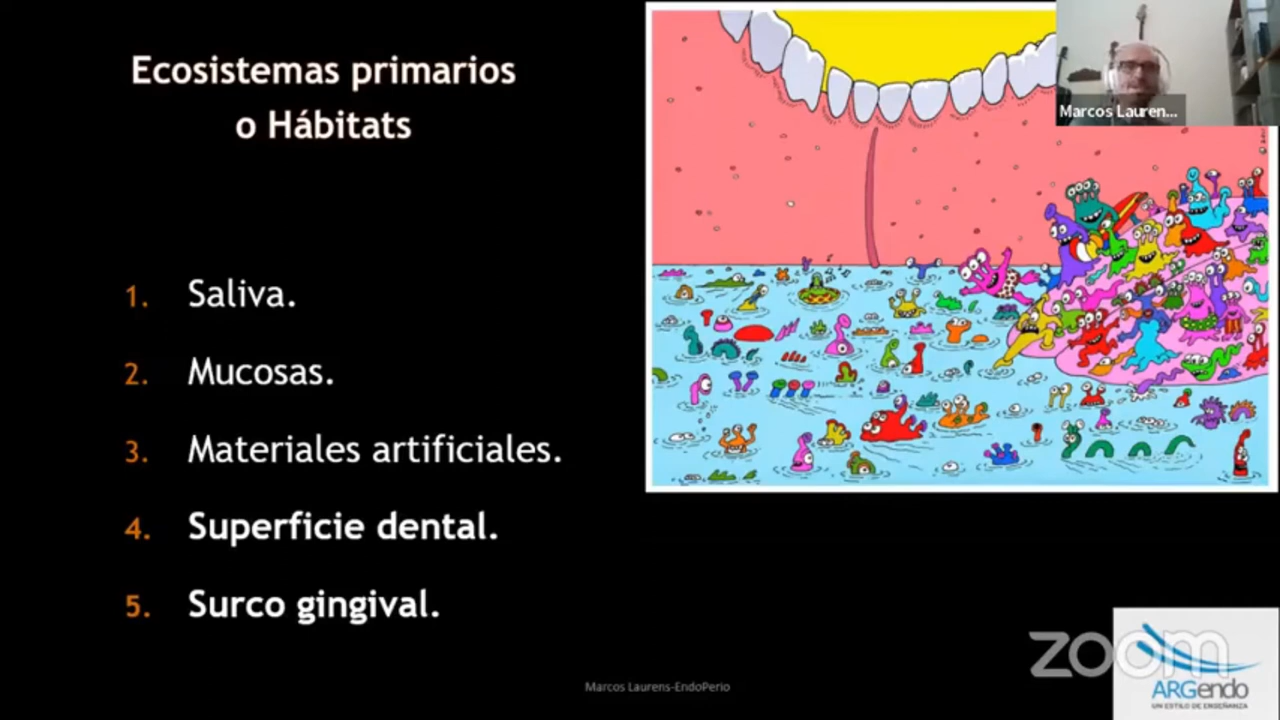 Ecosistemas primarios
o Hábitats
1. Saliva.
2. Mucosas.
3. Materiales artificiales.
4. Superficie dental.
5. Surco gingival.
Marcos Lauren...
Marcos Laurens-EndoPerio
zoom
ARGendo
UN ESTILO DE ENSEÑANZA